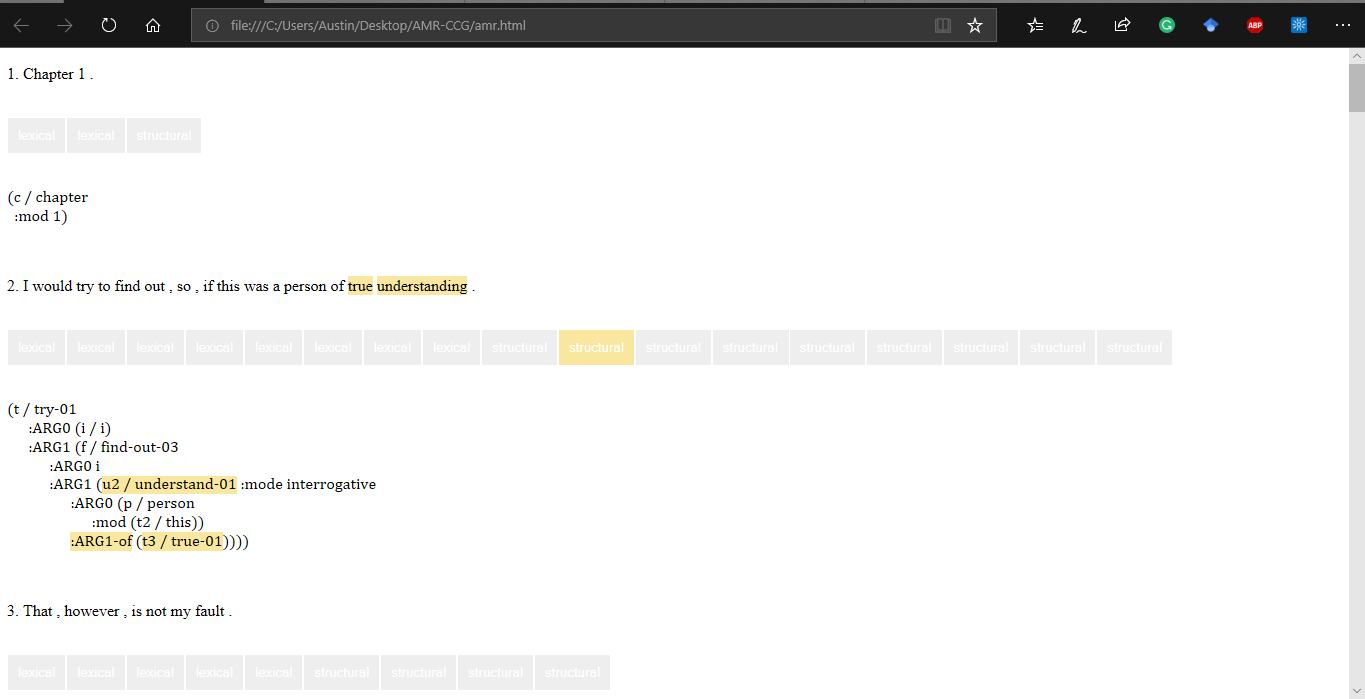 file:///C:/Users/Austin/Desktop/AMR-CCG/amr.html
ABP
1. Chapter 1 .
lexical lexical structural
(c / chapter
:mod 1)
2. I would try to find out , so , if this was a person of true understanding .
lexical lexical lexical lexical lexical lexical lexical lexical structural structural structural structural structural structural structural structural structural
(t / try-01
:ARG0 (i / i)
:ARG1 (f / find-out-03
:ARG0 i
:ARG1 (u2 / understand-01 :mode interrogative
:ARG0 (p / person
:mod (t2 / this))
:ARG1-of (t3 / true-01))))
3. That , however , is not my fault .
lexical lexical lexical lexical lexical structural structural structural structural